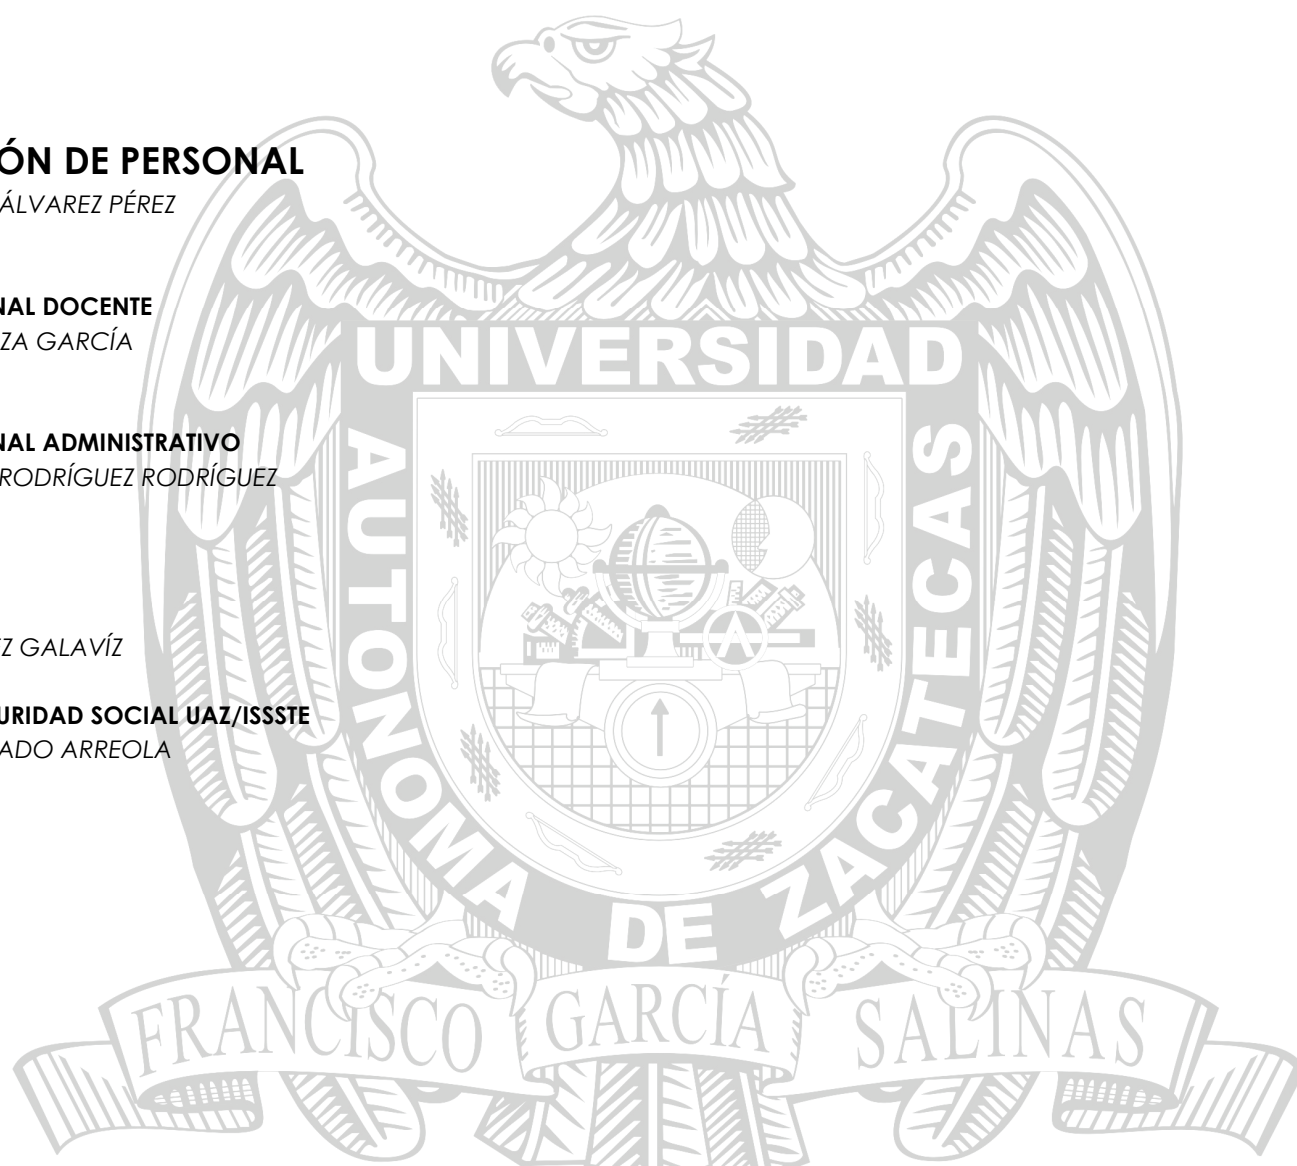 ÓN DE PERSONAL
ÁLVAREZ PÉREZ
NAL DOCENTE
ZA GARCÍA
NAL ADMINISTRATIVO
RODRÍGUEZ RODRÍGUEZ
EZ GALAVÍZ
URIDAD SOCIAL UAZ/ISSSTE
ADO ARREOLA
UNIVERSIDAD
AUTONOMA
DE
ZACATECAS
FRANCISCO GARCÍA SALINAS